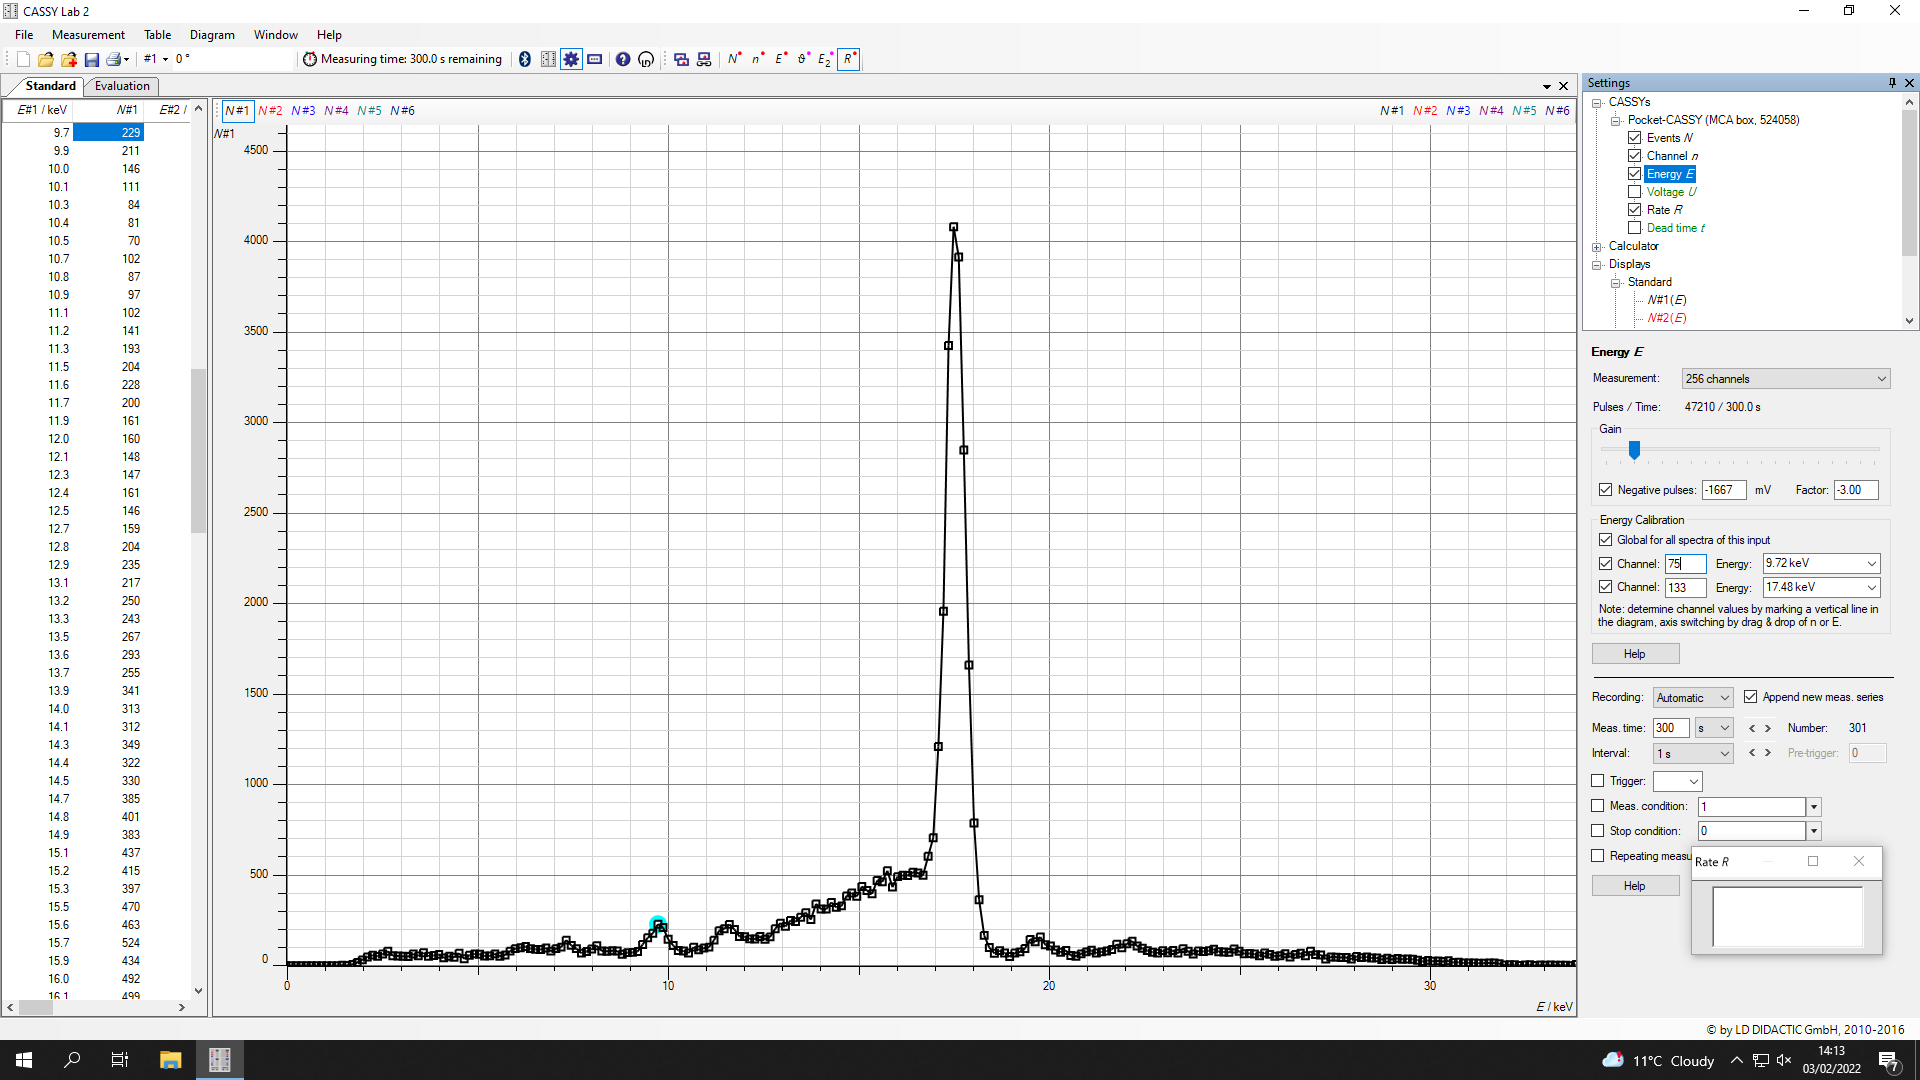 CASSY Lab 2
File Measurement Table Diagram Window Help
#1 0 ° Measuring time: 300.0 s remaining N n E ϑ E2 R
Standard Evaluation
E#1 / keV N#1 E#2 /
9.7 229
9.9 211
10.0 146
10.1 111
10.3 84
10.4 81
10.5 70
10.7 102
10.8 87
10.9 97
11.1 102
11.2 141
11.3 193
11.5 204
11.6 228
11.7 200
11.9 161
12.0 160
12.1 148
12.3 147
12.4 161
12.5 146
12.7 159
12.8 204
12.9 235
13.1 217
13.2 250
13.3 243
13.5 267
13.6 293
13.7 255
13.9 341
14.0 313
14.1 312
14.3 349
14.4 322
14.5 330
14.7 385
14.8 401
14.9 383
15.1 437
15.2 415
15.3 397
15.5 470
15.6 463
15.7 524
15.9 434
16.0 492
16.1 499
N#1 N#2 N#3 N#4 N#5 N#6
N#1 N#2 N#3 N#4 N#5 N#6
N#1
4500
4000
3500
3000
2500
2000
1500
1000
500
0
0 10 20 30
E / keV
Settings
CASSYs
Pocket-CASSY (MCA box, 524058)
Events N
Channel n
Energy E
Voltage U
Rate R
Dead time t
Calculator
Displays
Standard
N#1(E)
N#2(E)
Energy E
Measurement: 256 channels
Pulses / Time: 47210 / 300.0 s
Gain
Negative pulses: -1667 mV Factor: -3.00
Energy Calibration
Global for all spectra of this input
Channel: 75 Energy: 9.72 keV
Channel: 133 Energy: 17.48 keV
Note: determine channel values by marking a vertical line in
the diagram, axis switching by drag & drop of n or E.
Help
Recording: Automatic Append new meas. series
Meas. time: 300 s < > Number: 301
Interval: 1 s < > Pre-trigger: 0
Trigger:
Meas. condition: 1
Stop condition: 0
Repeating measu
Help
Rate R
© by LD DIDACTIC GmbH, 2010-2016
11°C Cloudy
14:13
03/02/2022
7